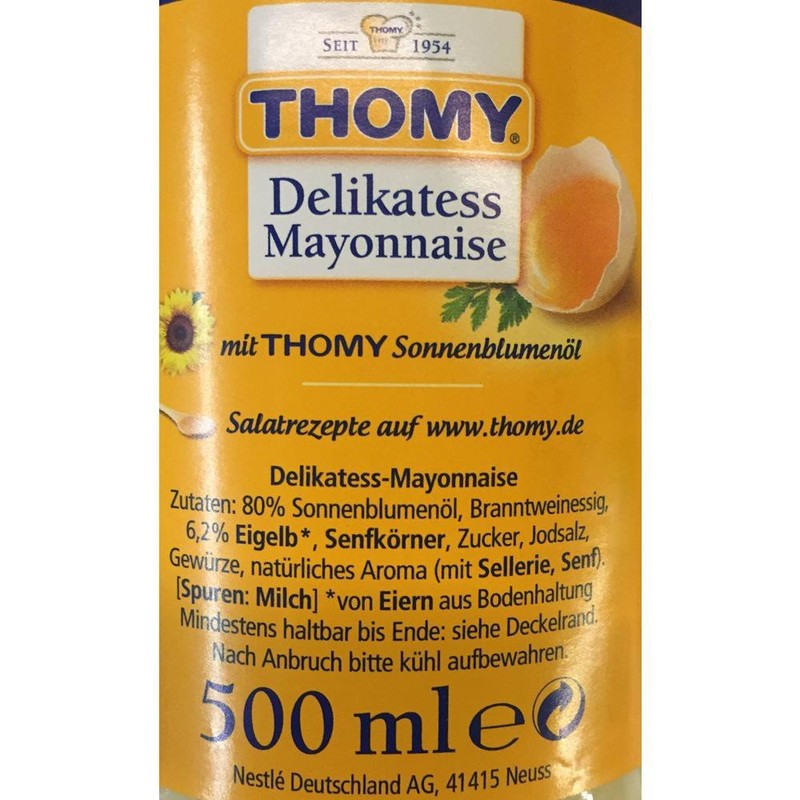 THOMY
SEIT 1954
THOMY®
Delikatess
Mayonnaise
mit THOMY Sonnenblumenöl
Salatrezepte auf www.thomy.de
Delikatess-Mayonnaise
Zutaten: 80% Sonnenblumenöl, Branntweinessig,
6,2% Eigelb*, Senfkörner, Zucker, Jodsalz,
Gewürze, natürliches Aroma (mit Sellerie, Senf).
[Spuren: Milch] *von Eiern aus Bodenhaltung
Mindestens haltbar bis Ende: siehe Deckelrand.
Nach Anbruch bitte kühl aufbewahren.
500 ml ℮
Nestlé Deutschland AG, 41415 Neuss